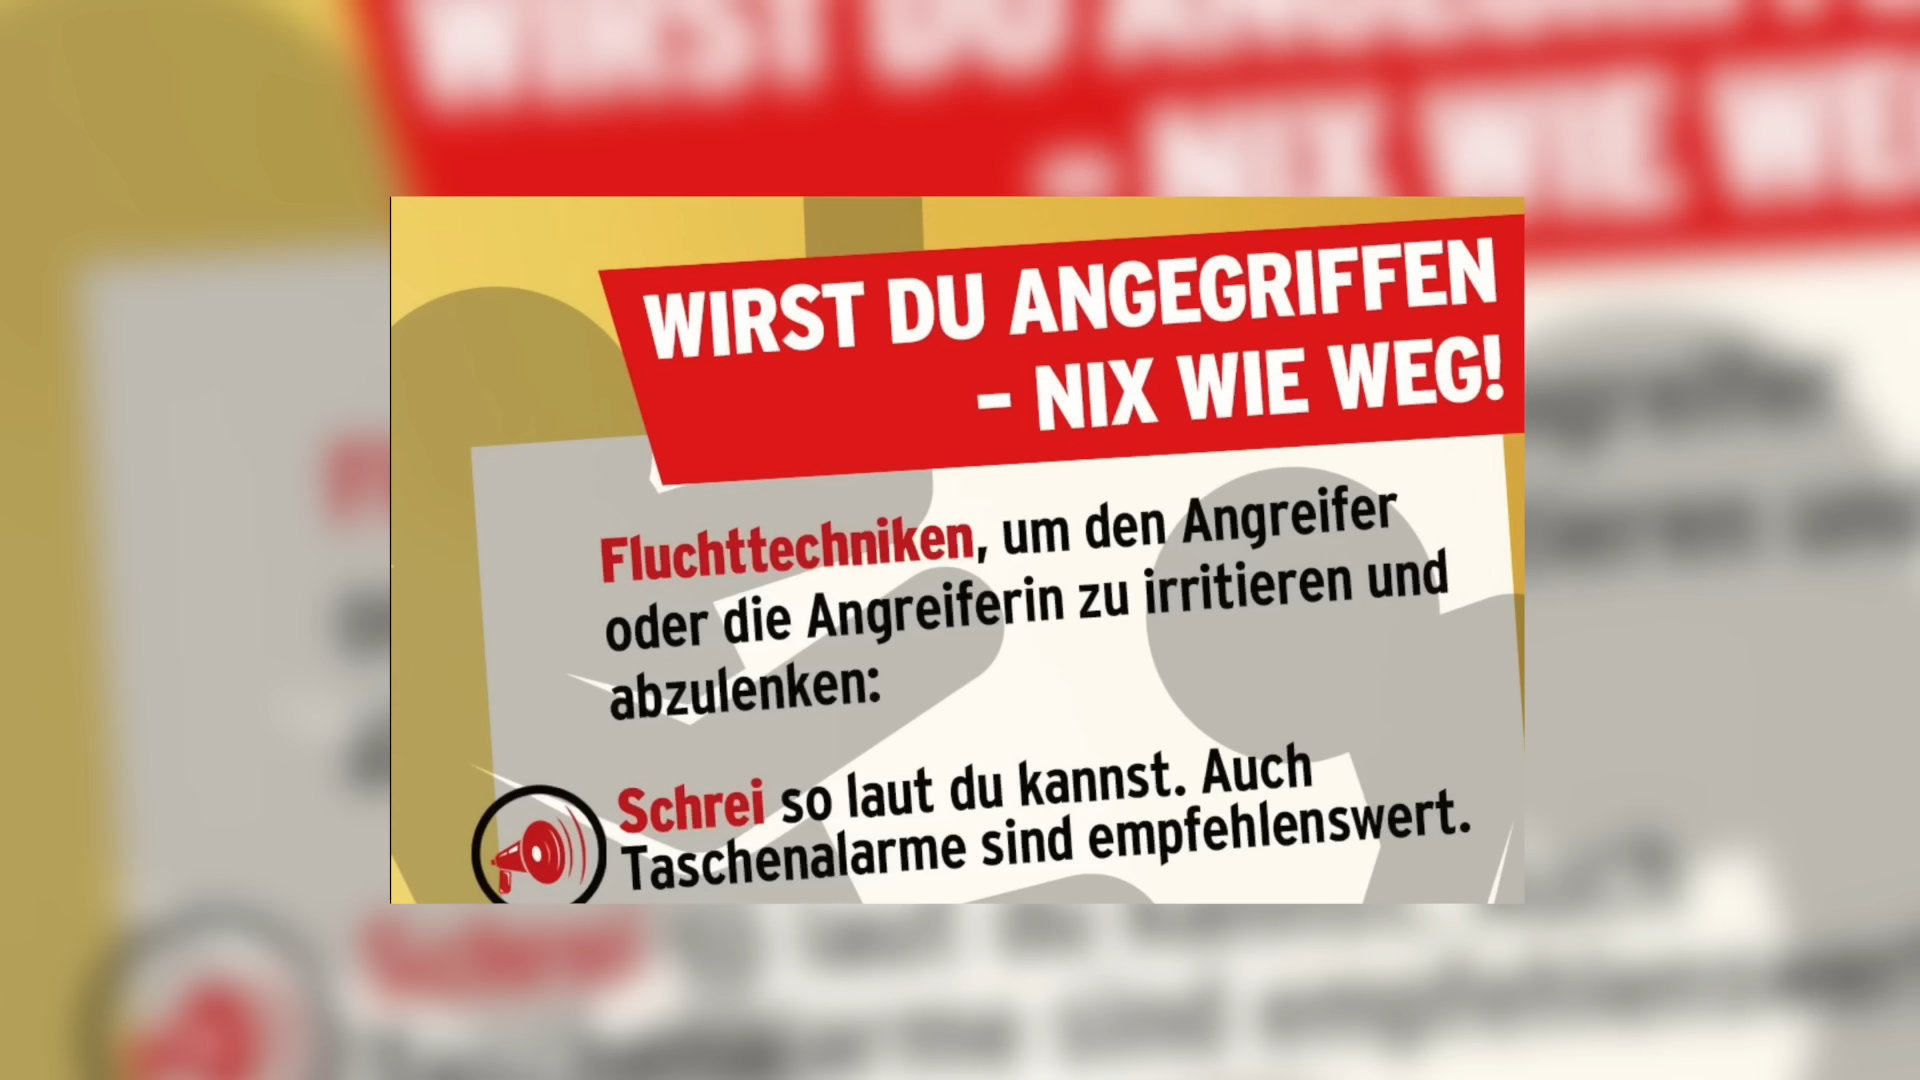 WIRST DU ANGEGRIFFEN
– NIX WIE WEG!
Fluchttechniken, um den Angreifer
oder die Angreiferin zu irritieren und
abzulenken:
Schrei so laut du kannst. Auch
Taschenalarme sind empfehlenswert.